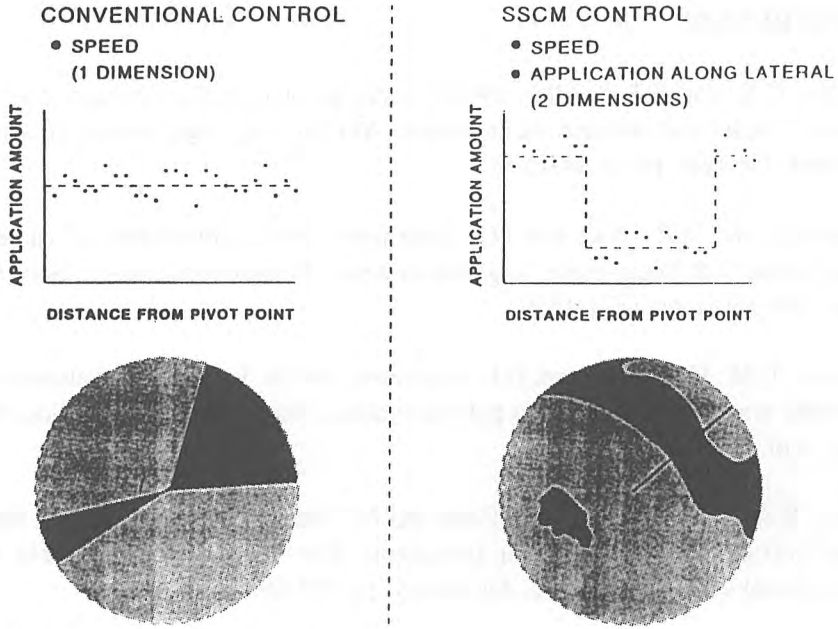 CONVENTIONAL CONTROL
• SPEED
(1 DIMENSION)
APPLICATION AMOUNT
DISTANCE FROM PIVOT POINT
SSCM CONTROL
• SPEED
• APPLICATION ALONG LATERAL
(2 DIMENSIONS)
APPLICATION AMOUNT
DISTANCE FROM PIVOT POINT